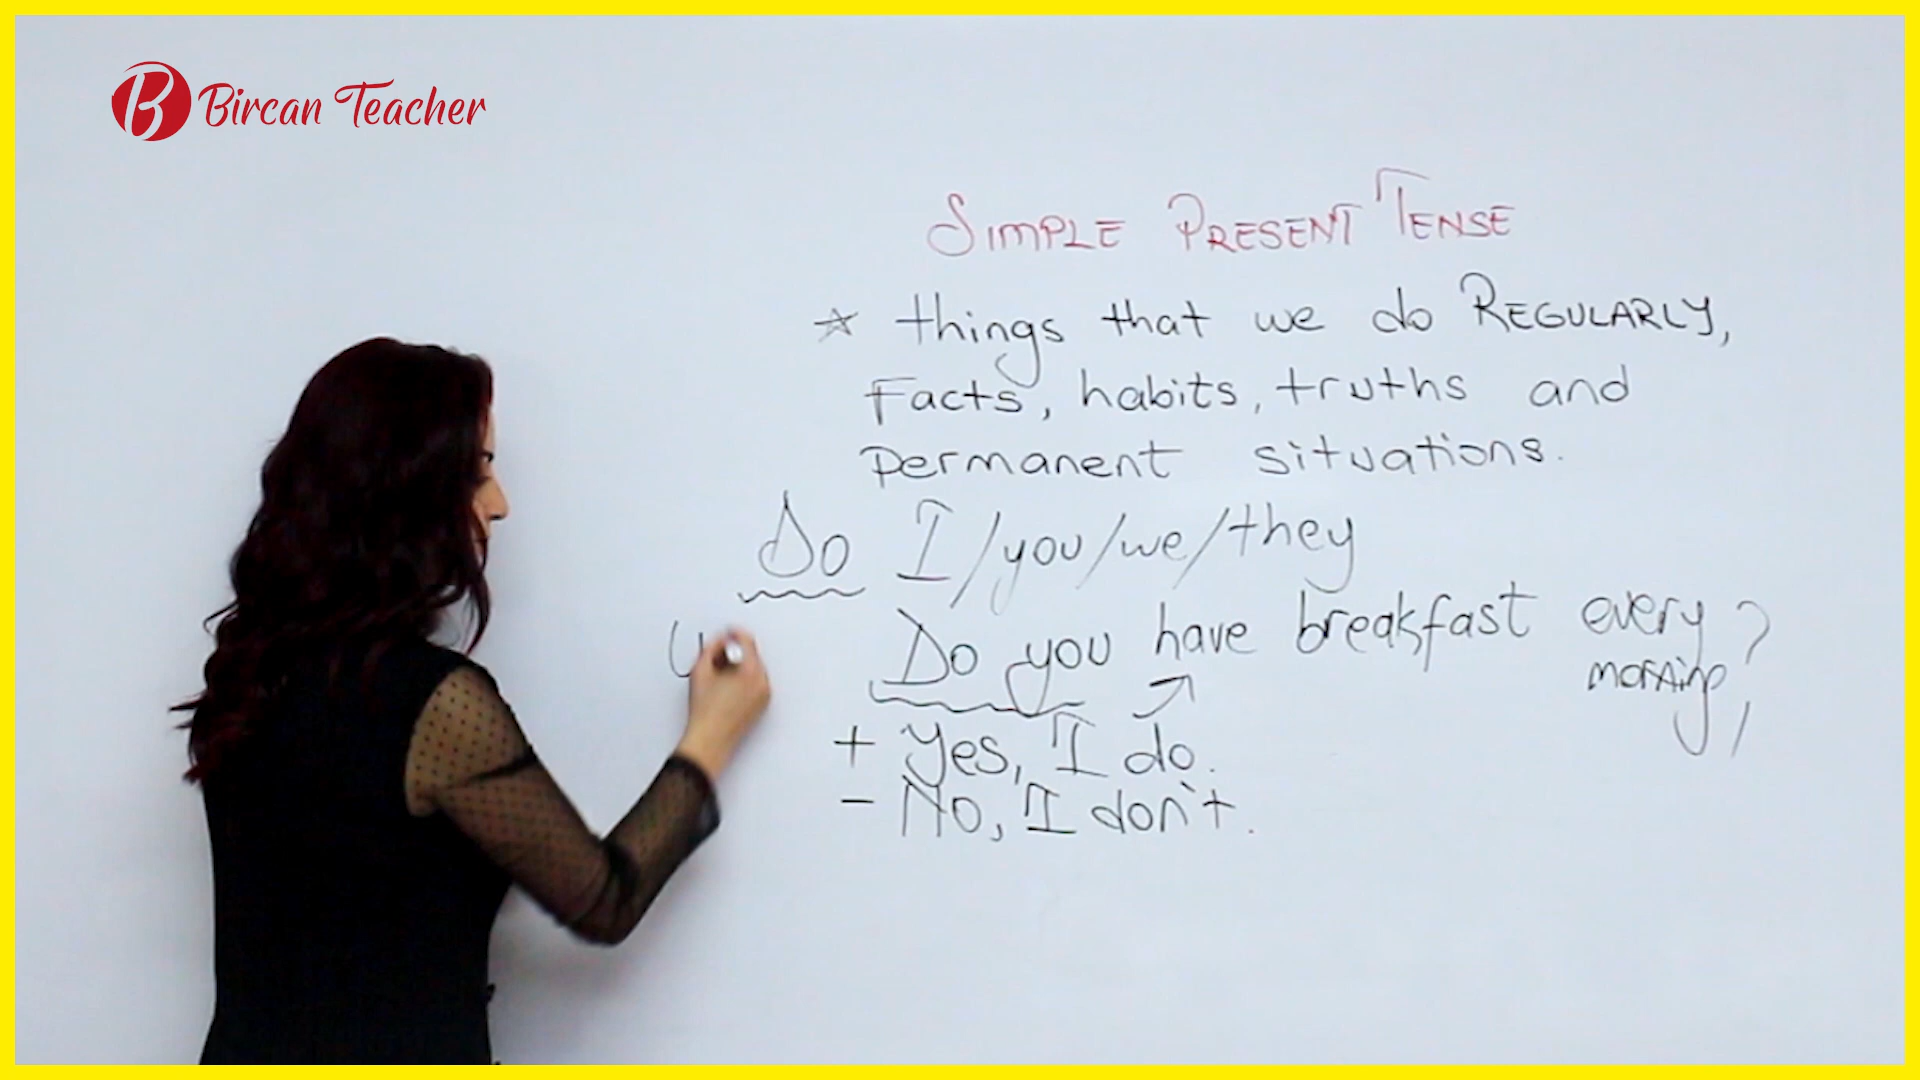 B Bircan Teacher
SIMPLE PRESENT TENSE
☆ things that we do REGULARLY,
Facts, habits, truths and
permanent situations.
Do I/you/we/they
Do you have breakfast every
morning?
+ Yes, I do.
- No, I don't.